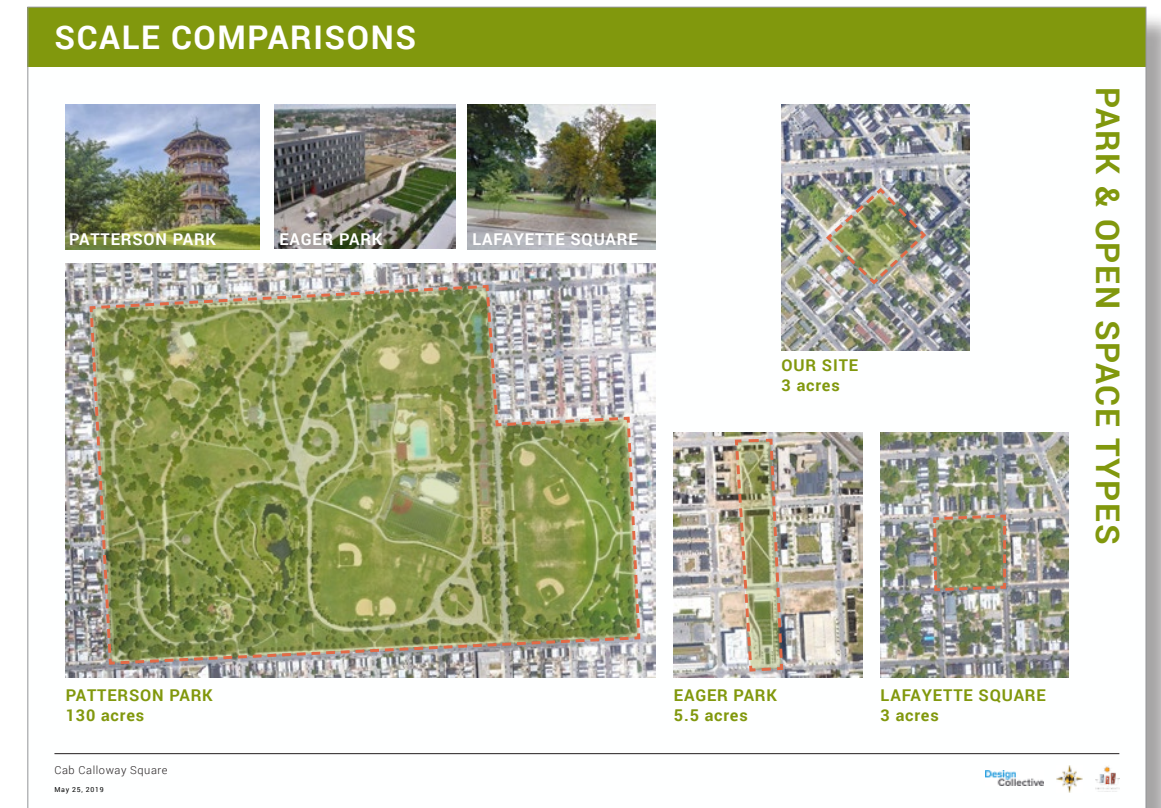 SCALE COMPARISONS
PARK & OPEN SPACE TYPES
PATTERSON PARK
EAGER PARK
LAFAYETTE SQUARE
OUR SITE
3 acres
PATTERSON PARK
130 acres
EAGER PARK
5.5 acres
LAFAYETTE SQUARE
3 acres
Cab Calloway Square
May 25, 2019
Design
Collective